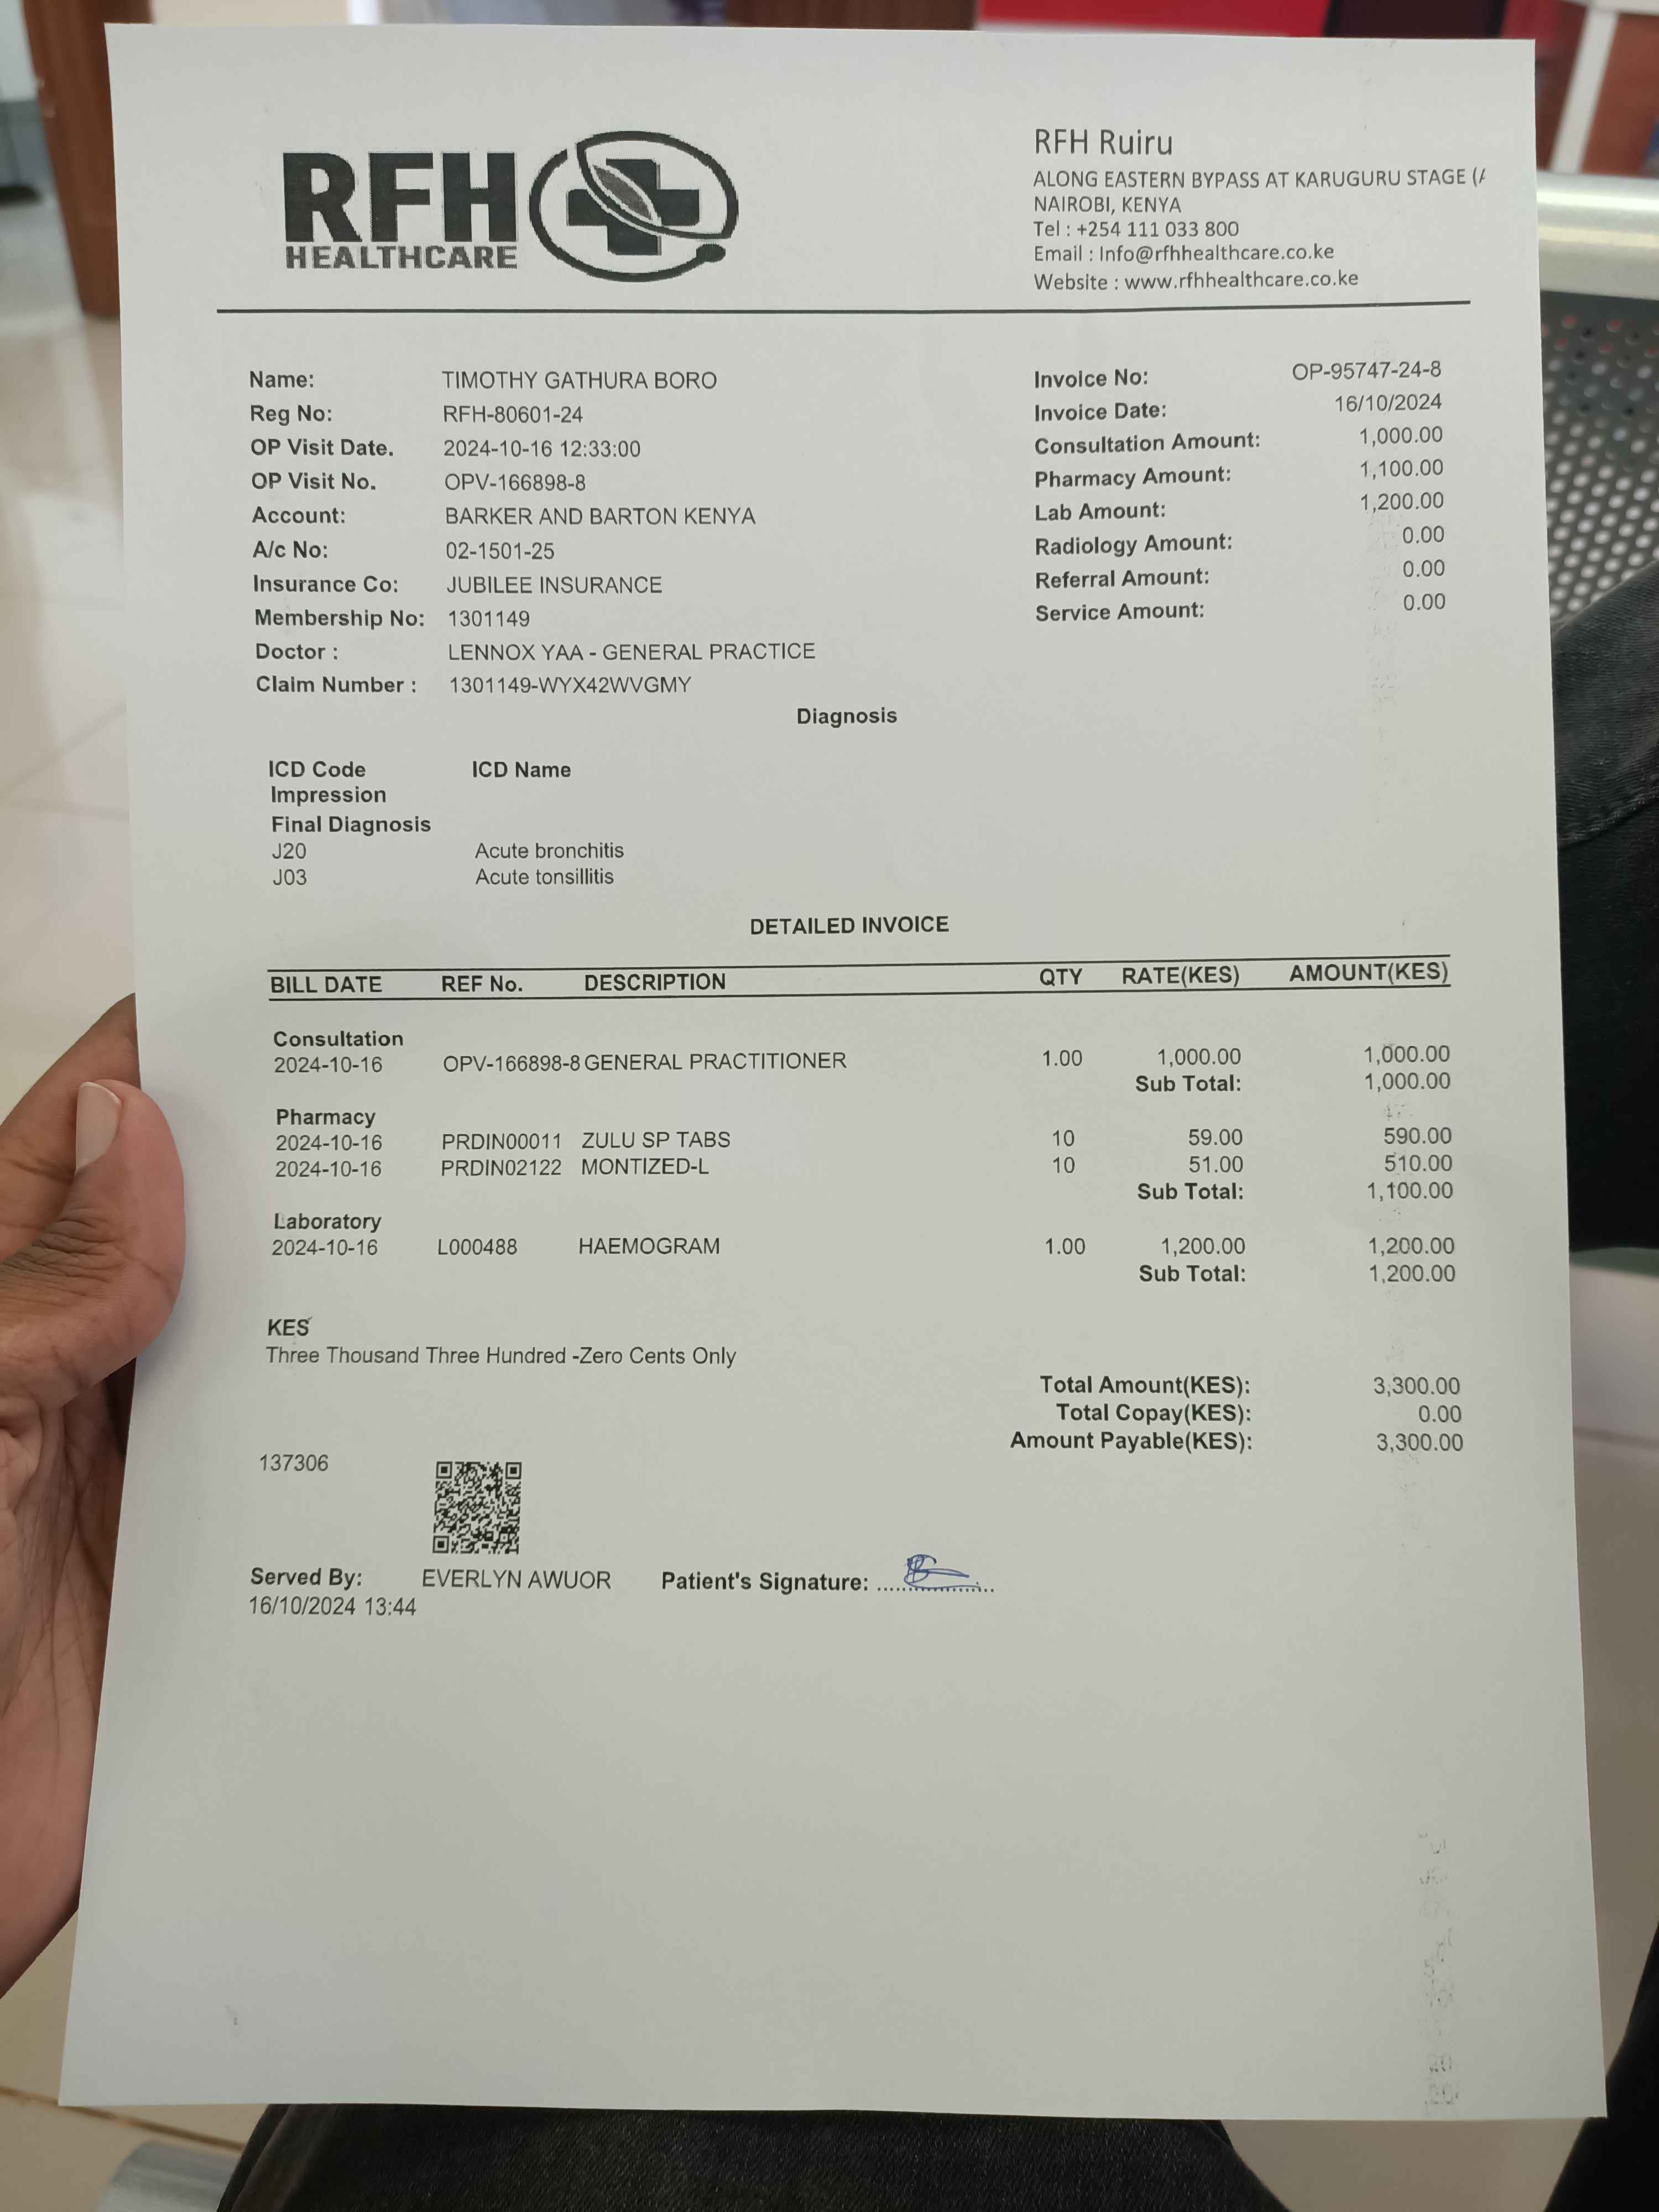 RFH
HEALTHCARE
RFH Ruiru
ALONG EASTERN BYPASS AT KARUGURU STAGE (
NAIROBI, KENYA
Tel : +254 111 033 800
Email : Info@rfhhealthcare.co.ke
Website : www.rfhhealthcare.co.ke
Name: TIMOTHY GATHURA BORO
Reg No: RFH-80601-24
OP Visit Date. 2024-10-16 12:33:00
OP Visit No. OPV-166898-8
Account: BARKER AND BARTON KENYA
A/c No: 02-1501-25
Insurance Co: JUBILEE INSURANCE
Membership No: 1301149
Doctor : LENNOX YAA - GENERAL PRACTICE
Claim Number : 1301149-WYX42WVGMY
Invoice No: OP-95747-24-8
Invoice Date: 16/10/2024
Consultation Amount: 1,000.00
Pharmacy Amount: 1,100.00
Lab Amount: 1,200.00
Radiology Amount: 0.00
Referral Amount: 0.00
Service Amount: 0.00
Diagnosis
ICD Code ICD Name
Impression
Final Diagnosis
J20 Acute bronchitis
J03 Acute tonsillitis
DETAILED INVOICE
BILL DATE REF No. DESCRIPTION QTY RATE(KES) AMOUNT(KES)
Consultation
2024-10-16 OPV-166898-8 GENERAL PRACTITIONER 1.00 1,000.00 1,000.00
Sub Total: 1,000.00
Pharmacy
2024-10-16 PRDIN00011 ZULU SP TABS 10 59.00 590.00
2024-10-16 PRDIN02122 MONTIZED-L 10 51.00 510.00
Sub Total: 1,100.00
Laboratory
2024-10-16 L000488 HAEMOGRAM 1.00 1,200.00 1,200.00
Sub Total: 1,200.00
KES
Three Thousand Three Hundred -Zero Cents Only
Total Amount(KES): 3,300.00
Total Copay(KES): 0.00
Amount Payable(KES): 3,300.00
137306
Served By: EVERLYN AWUOR Patient's Signature: ....................
16/10/2024 13:44